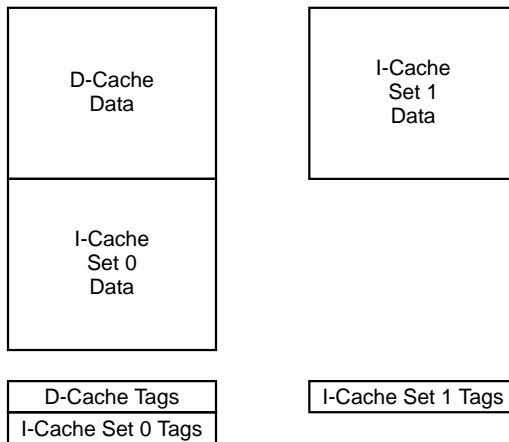 D-Cache
Data
I-Cache
Set 1
Data
I-Cache
Set 0
Data
D-Cache Tags
I-Cache Set 0 Tags
I-Cache Set 1 Tags